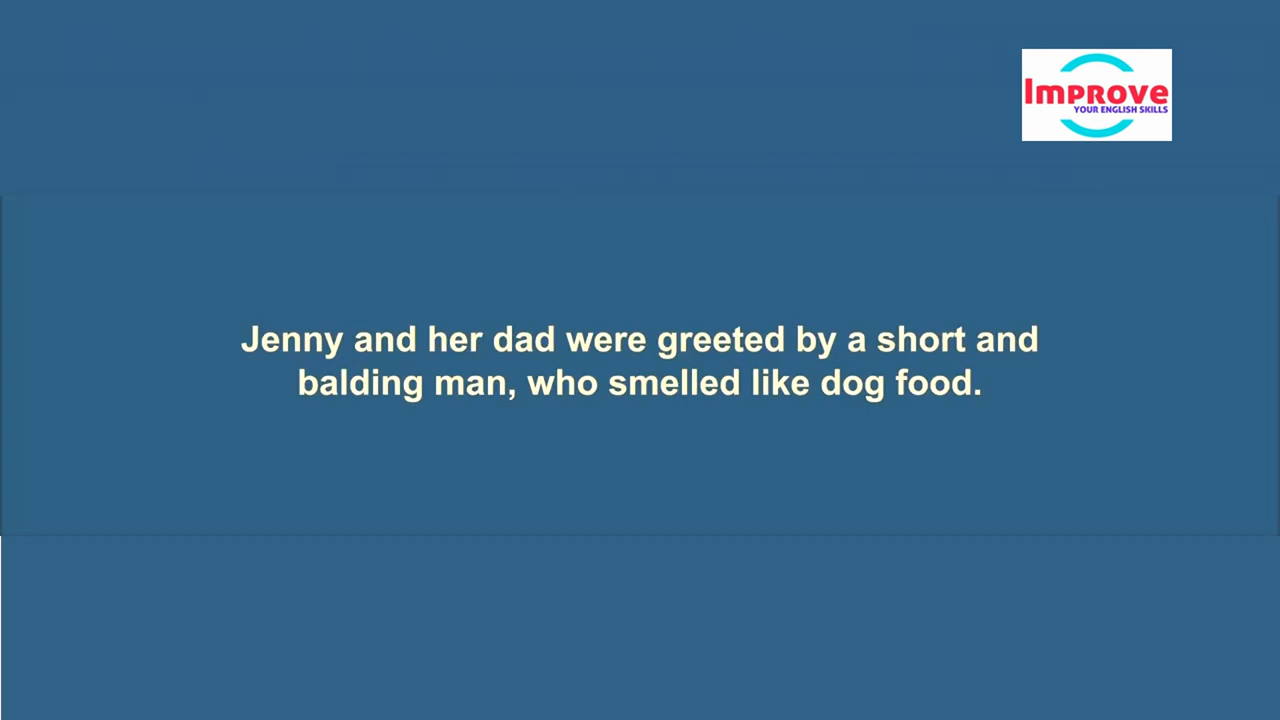 Improve
YOUR ENGLISH SKILLS
Jenny and her dad were greeted by a short and
balding man, who smelled like dog food.